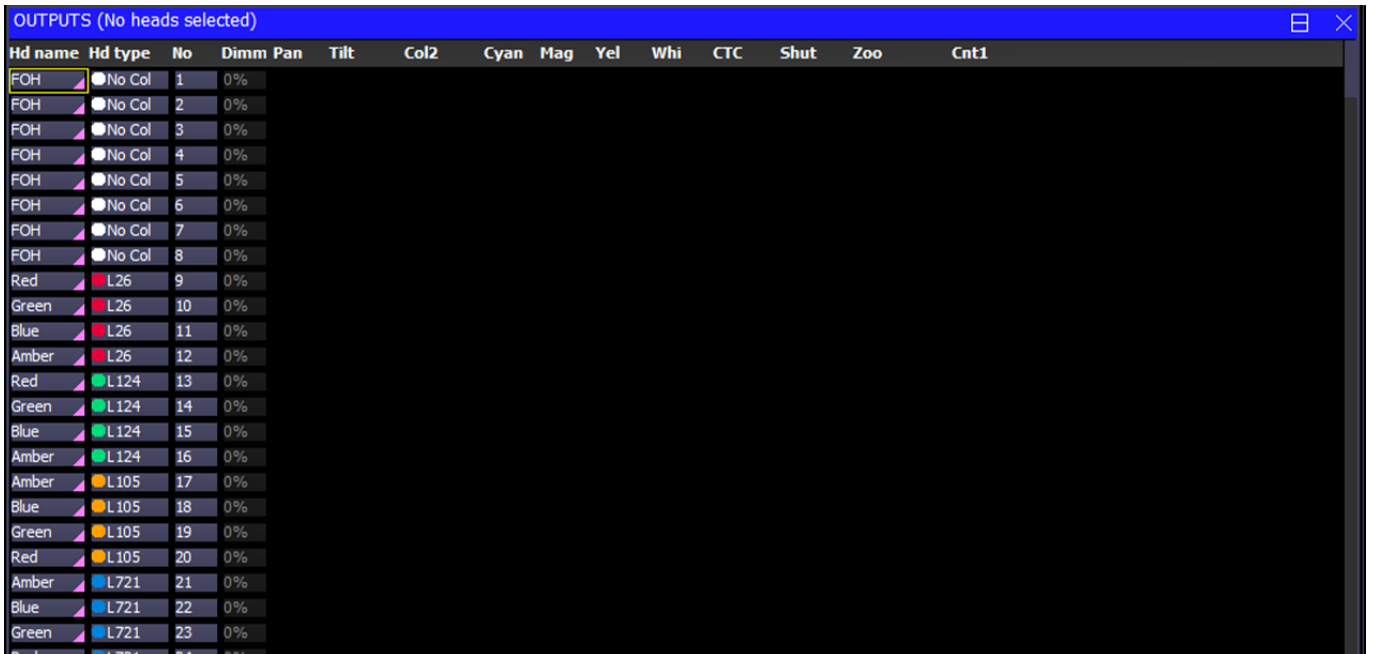 OUTPUTS (No heads selected)
Hd name Hd type No Dimm Pan Tilt Col2 Cyan Mag Yel Whi CTC Shut Zoo Cnt1
FOH No Col 1 0%
FOH No Col 2 0%
FOH No Col 3 0%
FOH No Col 4 0%
FOH No Col 5 0%
FOH No Col 6 0%
FOH No Col 7 0%
FOH No Col 8 0%
Red L26 9 0%
Green L26 10 0%
Blue L26 11 0%
Amber L26 12 0%
Red L124 13 0%
Green L124 14 0%
Blue L124 15 0%
Amber L124 16 0%
Amber L105 17 0%
Blue L105 18 0%
Green L105 19 0%
Red L105 20 0%
Amber L721 21 0%
Blue L721 22 0%
Green L721 23 0%